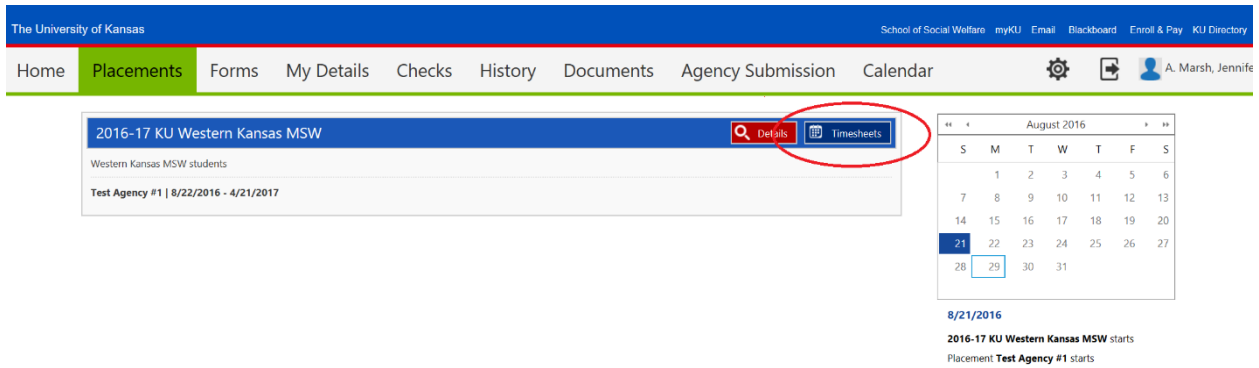 The University of Kansas
School of Social Welfare myKU Email Blackboard Enroll & Pay KU Directory
Home Placements Forms My Details Checks History Documents Agency Submission Calendar A. Marsh, Jennife
2016-17 KU Western Kansas MSW Details Timesheets
Western Kansas MSW students
Test Agency #1 | 8/22/2016 - 4/21/2017
August 2016
S M T W T F S
1 2 3 4 5 6
7 8 9 10 11 12 13
14 15 16 17 18 19 20
21 22 23 24 25 26 27
28 29 30 31
8/21/2016
2016-17 KU Western Kansas MSW starts
Placement Test Agency #1 starts